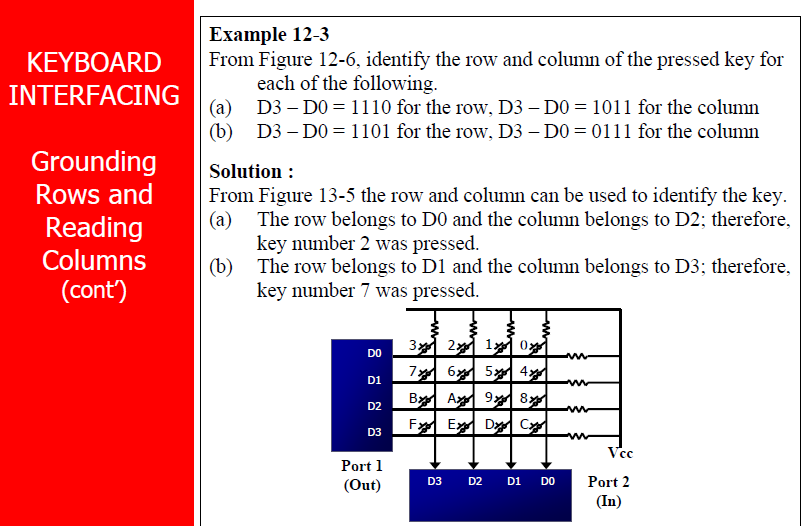 KEYBOARD
INTERFACING
Grounding
Rows and
Reading
Columns
(cont’)
Example 12-3
From Figure 12-6, identify the row and column of the pressed key for
each of the following.
(a) D3 – D0 = 1110 for the row, D3 – D0 = 1011 for the column
(b) D3 – D0 = 1101 for the row, D3 – D0 = 0111 for the column
Solution :
From Figure 13-5 the row and column can be used to identify the key.
(a) The row belongs to D0 and the column belongs to D2; therefore,
key number 2 was pressed.
(b) The row belongs to D1 and the column belongs to D3; therefore,
key number 7 was pressed.
D0 3 2 1 0
D1 7 6 5 4
D2 B A 9 8
D3 F E D C
Vcc
Port 1
(Out)
D3 D2 D1 D0
Port 2
(In)